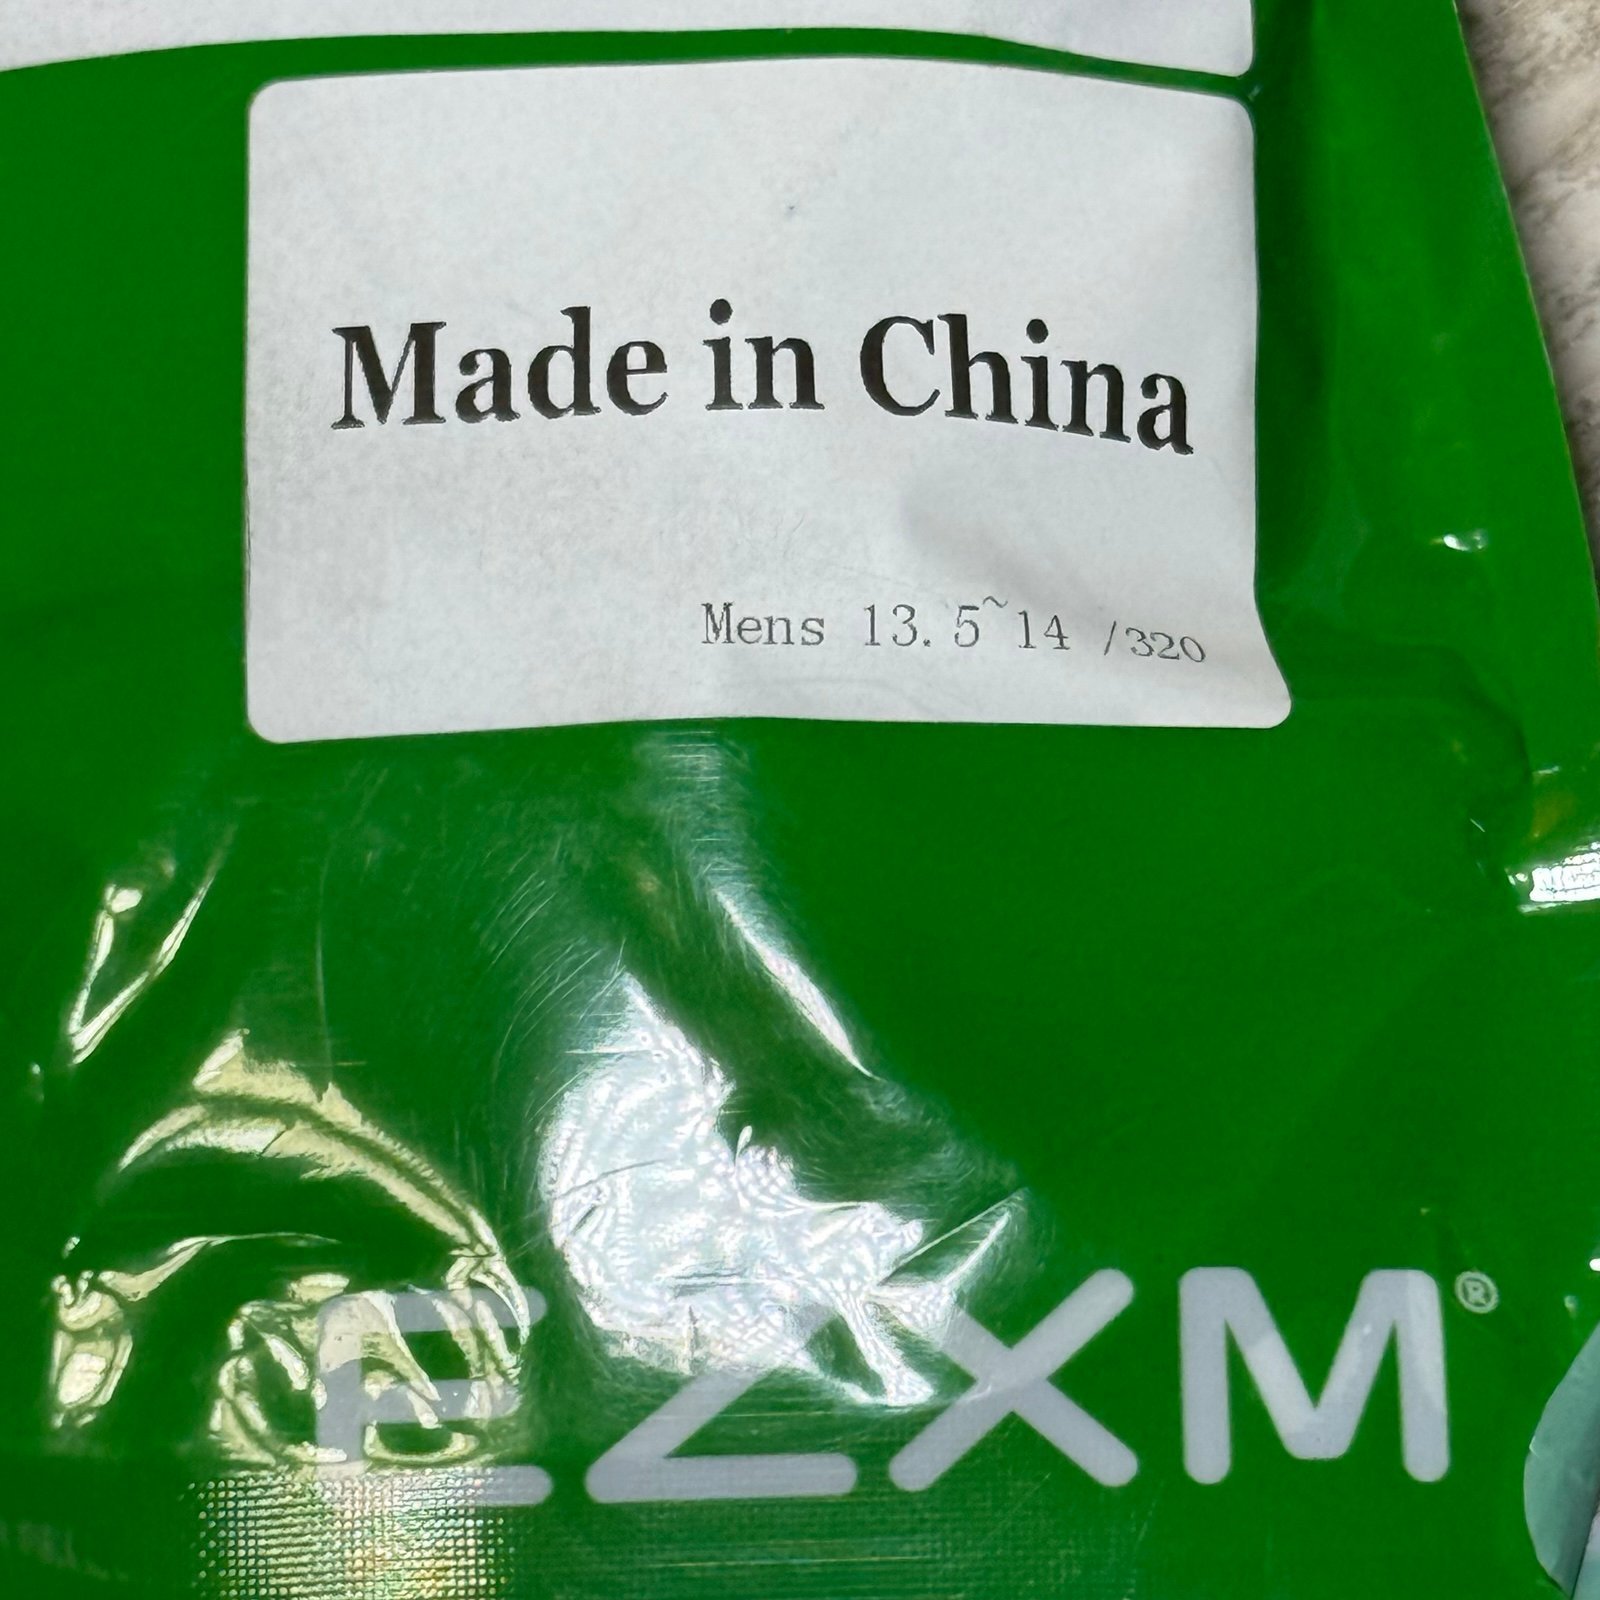 Made in China
Mens 13.5~14 /320
EZXM®